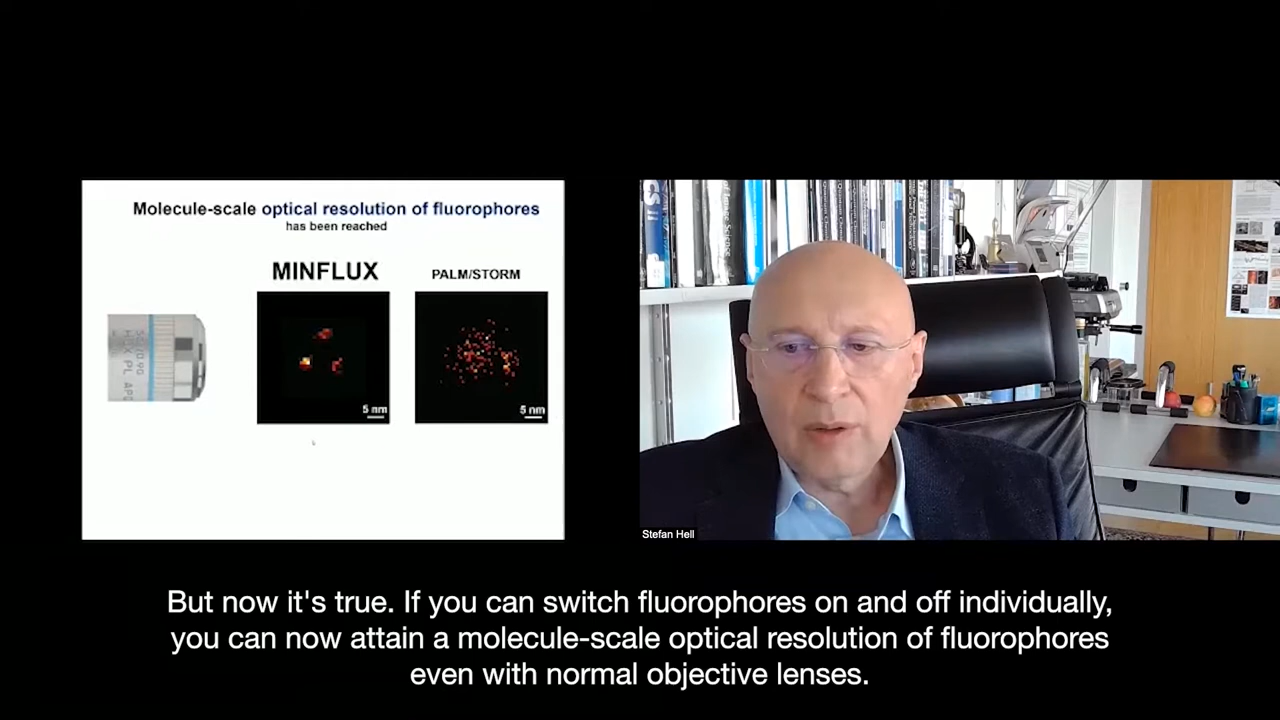 Molecule-scale optical resolution of fluorophores
has been reached
MINFLUX
PALM/STORM
5 nm
5 nm
Stefan Hell
But now it's true. If you can switch fluorophores on and off individually,
you can now attain a molecule-scale optical resolution of fluorophores
even with normal objective lenses.